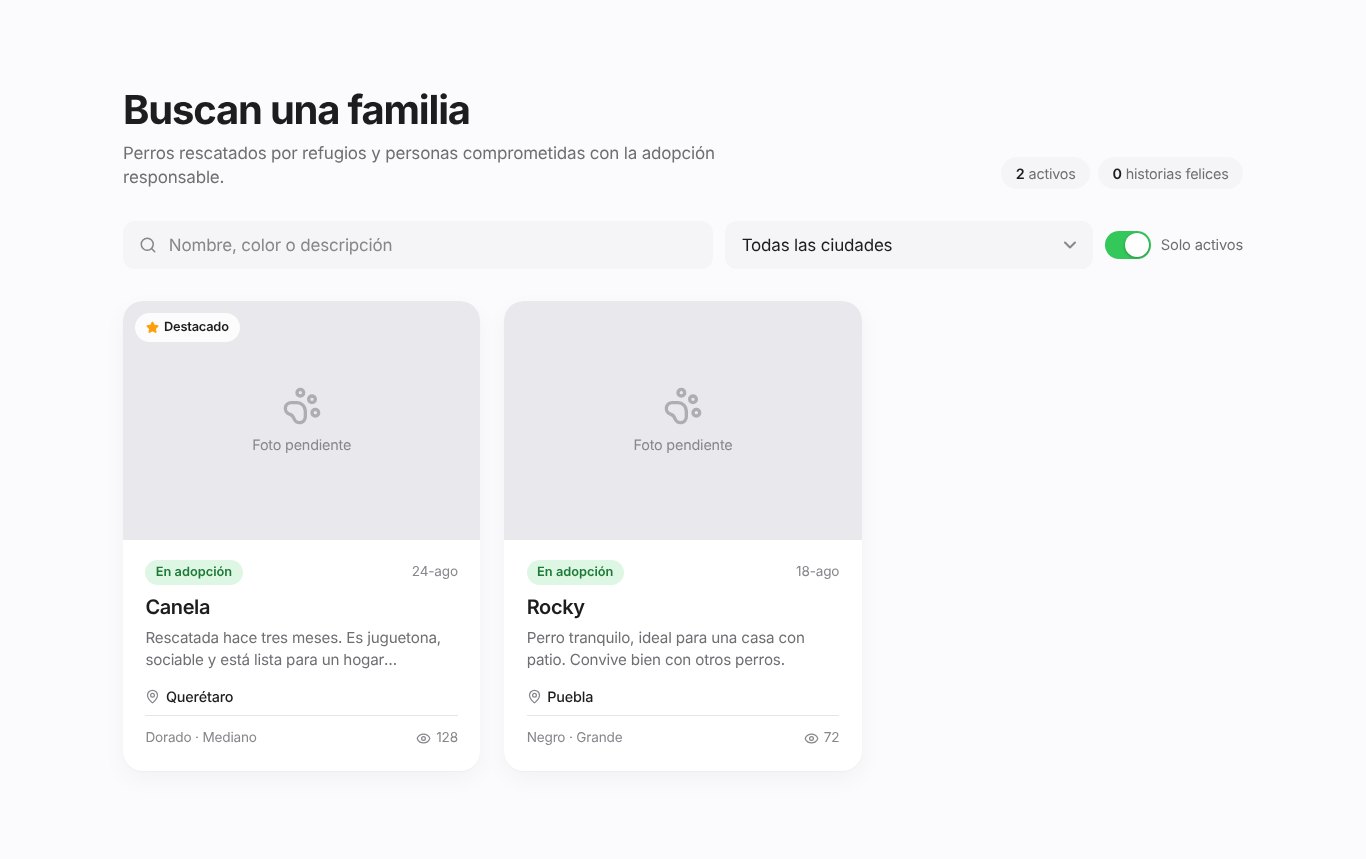 Buscan una familia
Perros rescatados por refugios y personas comprometidas con la adopción
responsable.
2 activos
0 historias felices
Nombre, color o descripción
Todas las ciudades
Solo activos
Destacado
Foto pendiente
En adopción
24-ago
Canela
Rescatada hace tres meses. Es juguetona,
sociable y está lista para un hogar...
Querétaro
Dorado · Mediano
128
Foto pendiente
En adopción
18-ago
Rocky
Perro tranquilo, ideal para una casa con
patio. Convive bien con otros perros.
Puebla
Negro · Grande
72